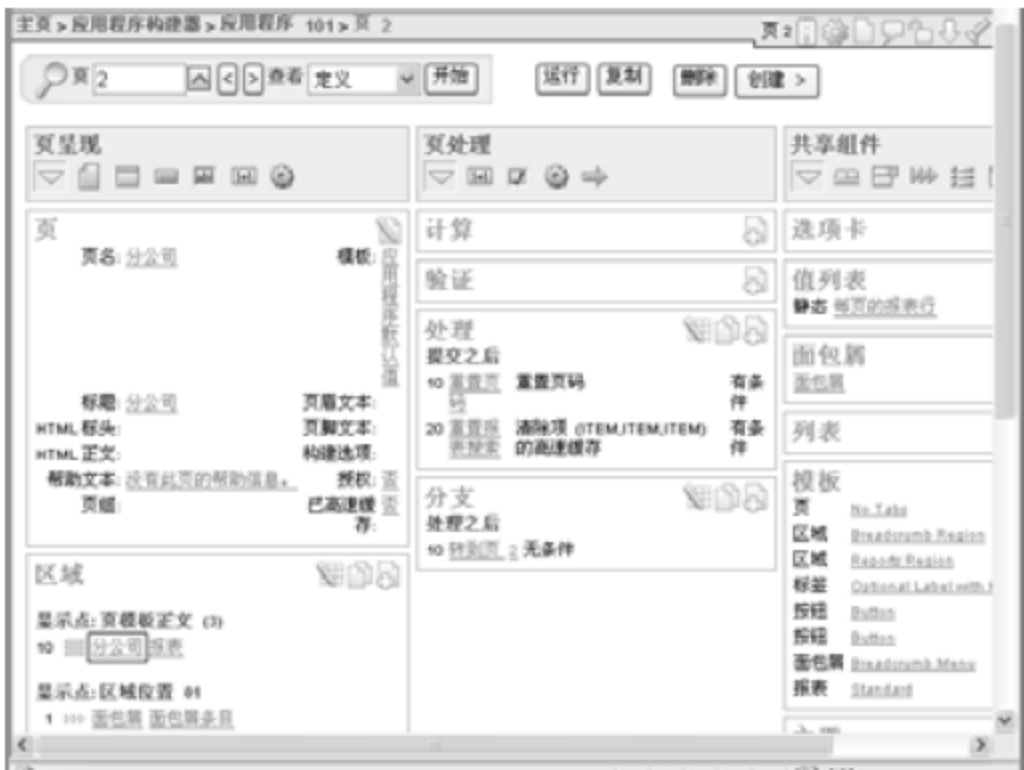 主页 > 应用程序构建器 > 应用程序 101 > 页 2
页 2
页 2 < > 查看 定义 开始 运行 复制 删除 创建 >
页呈现
页
页名: 分公司 模板: 应用程序默认值
标题: 分公司 页眉文本:
HTML 标头: 页脚文本:
HTML 正文: 构建选项:
帮助文本: 没有此页的帮助信息。 授权: 否
页组: 已高速缓存: 否
区域
显示点: 页模板正文 (3)
10 分公司 报表
显示点: 区域位置 01
1 >>> 面包屑 面包屑条目
页处理
计算
验证
处理
提交之后
10 重置页码 重置页码 有条件
20 重置报表搜索 清除项 (ITEM,ITEM,ITEM) 的高速缓存 有条件
分支
处理之后
10 转到页 2 无条件
共享组件
选项卡
值列表
静态 每页的报表行
面包屑
面包屑
列表
模板
页 No Tabs
区域 Breadcrumb Region
区域 Reports Region
标签 Optional Label with
按钮 Button
按钮 Button
面包屑 Breadcrumb Menu
报表 Standard